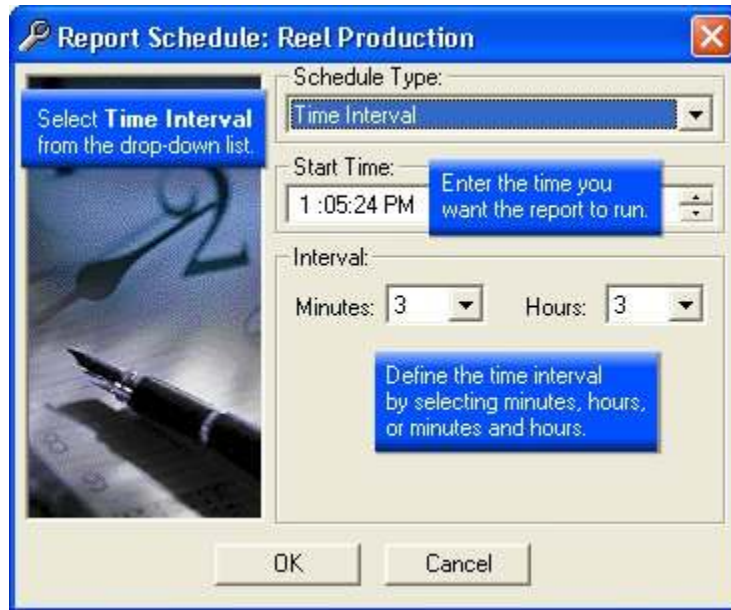 Report Schedule: Reel Production
Select Time Interval
from the drop-down list.
Schedule Type:
Time Interval
Start Time:
1 :05:24 PM
Enter the time you
want the report to run.
Interval:
Minutes: 3 Hours: 3
Define the time interval
by selecting minutes, hours,
or minutes and hours.
OK Cancel